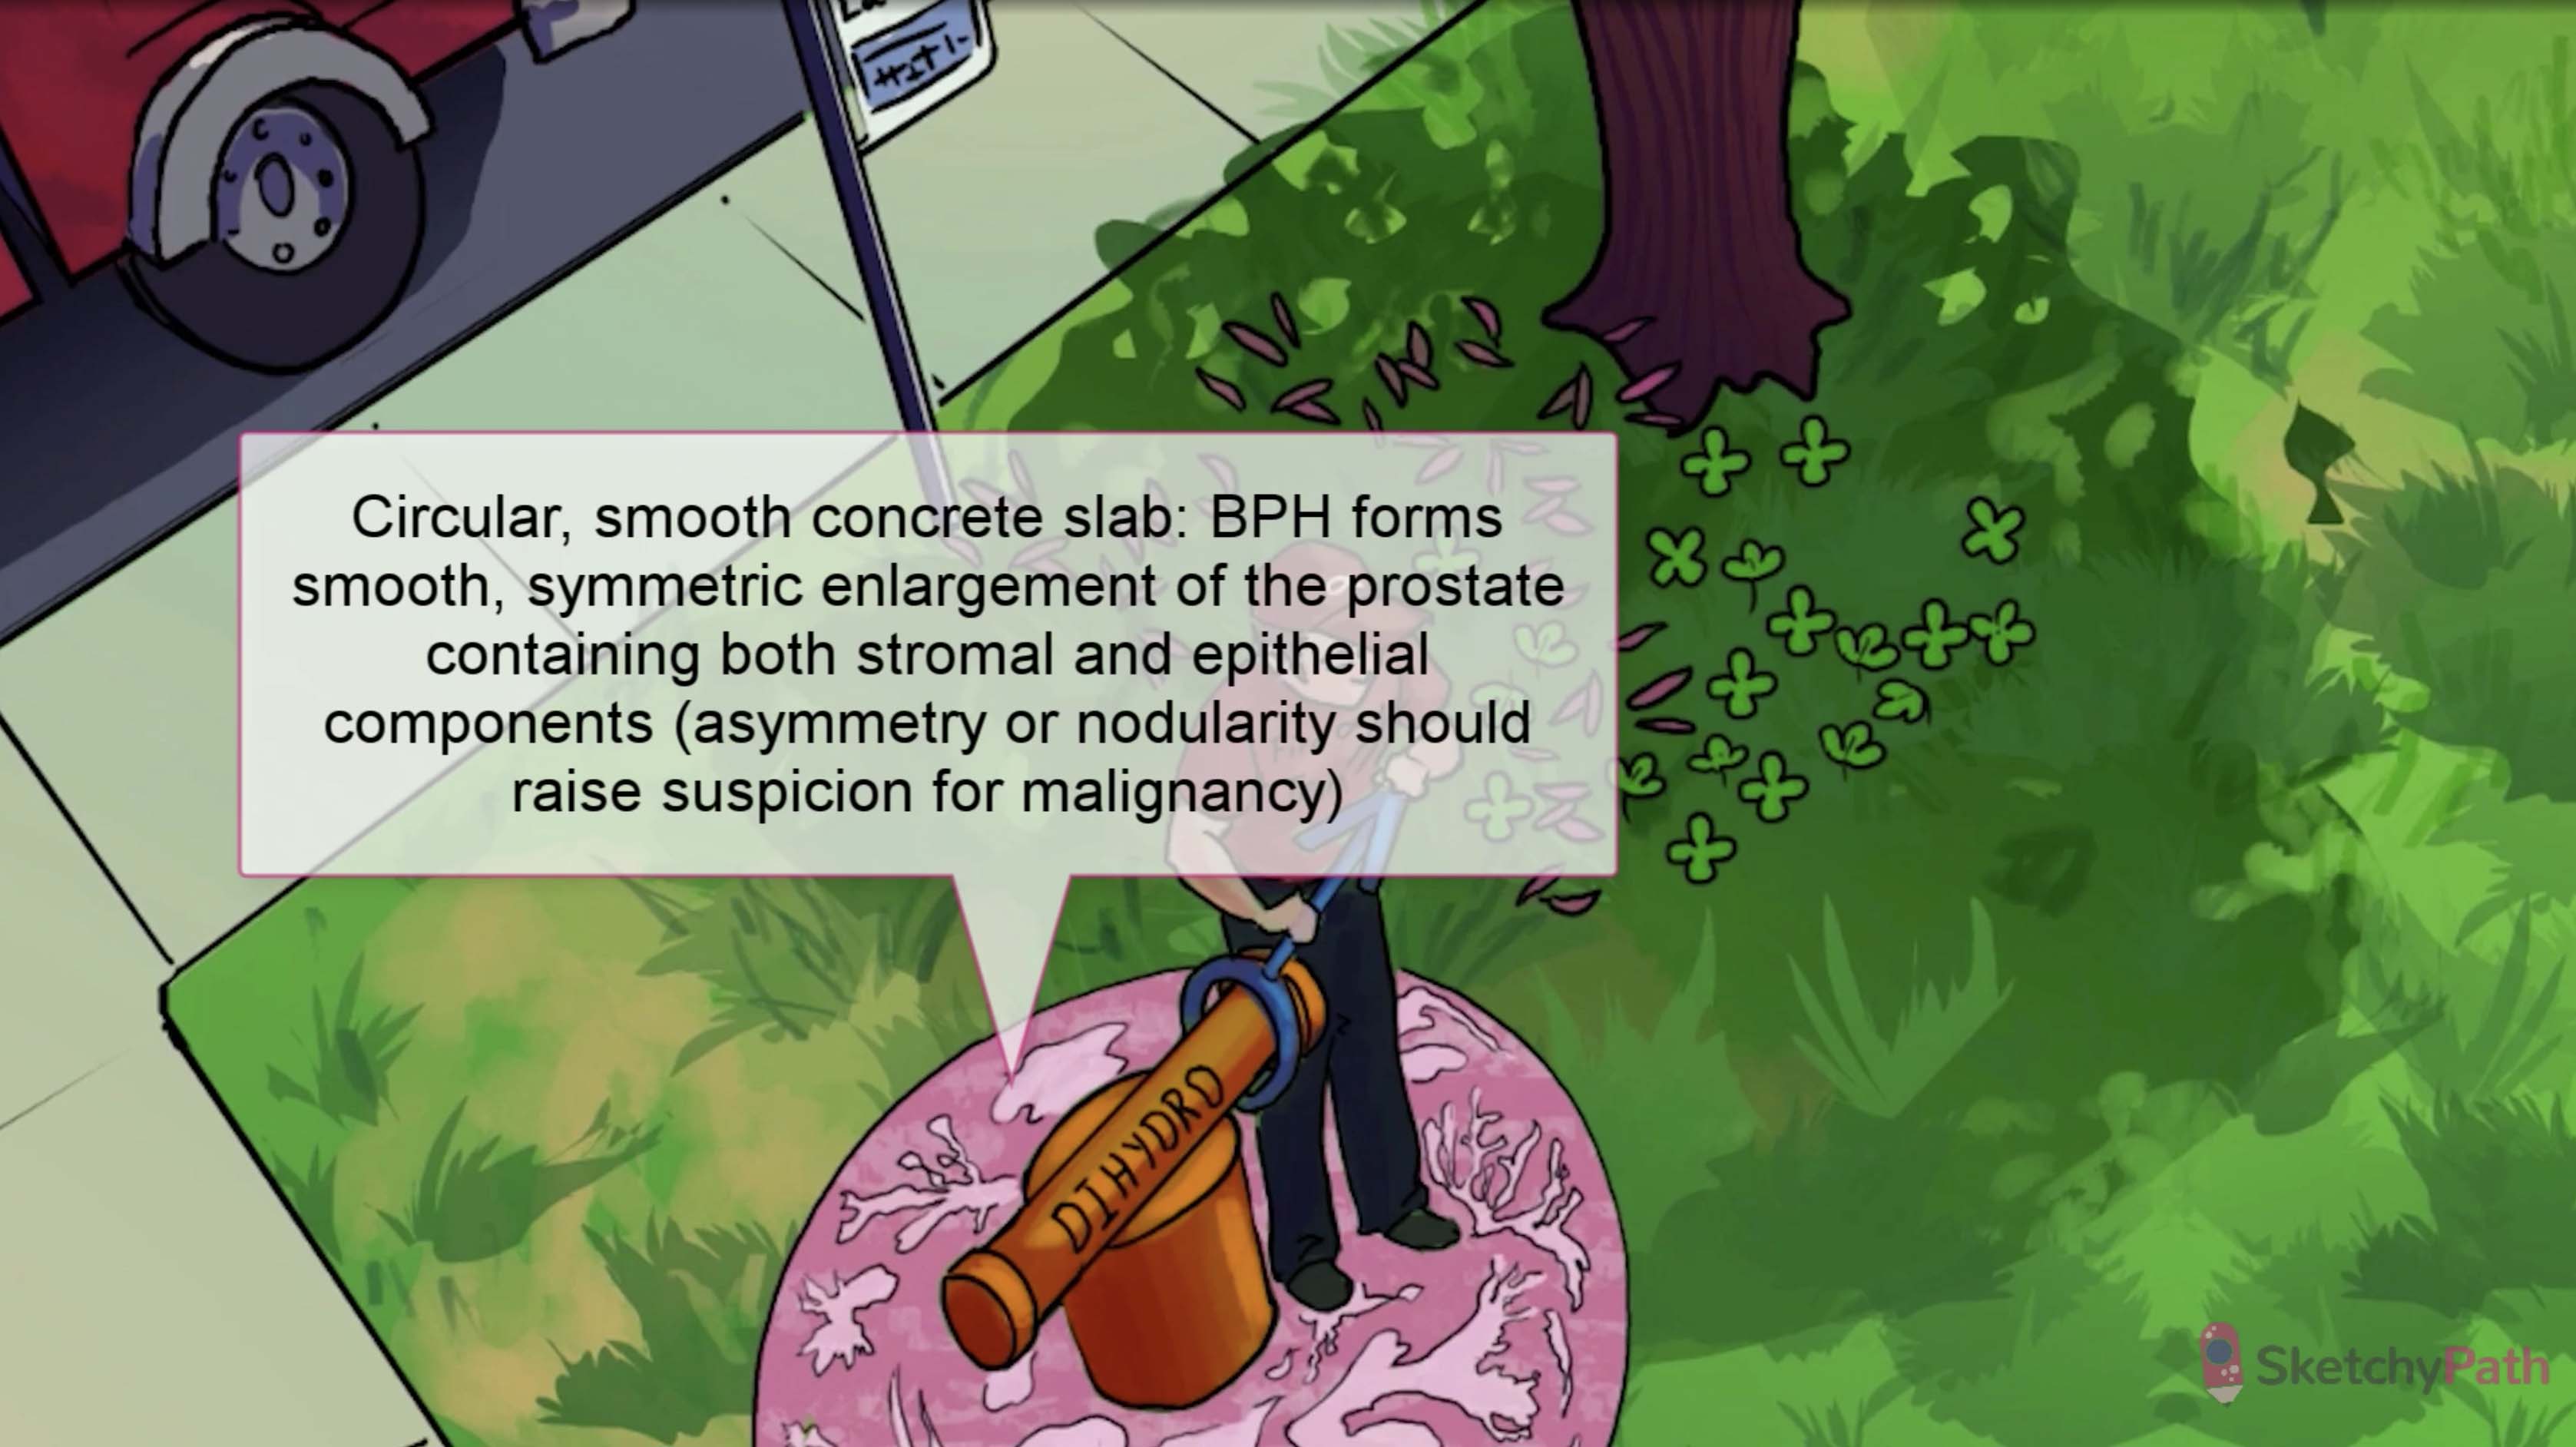 Circular, smooth concrete slab: BPH forms
smooth, symmetric enlargement of the prostate
containing both stromal and epithelial
components (asymmetry or nodularity should
raise suspicion for malignancy)
DIHYDRO
SketchyPath